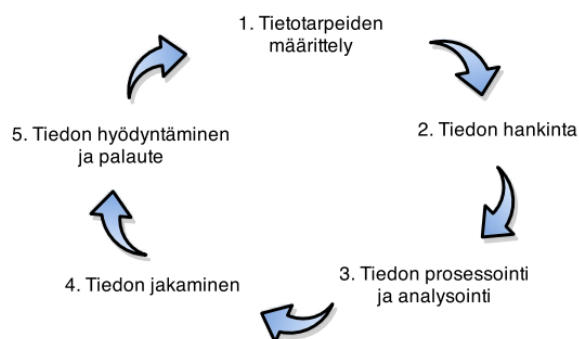 1. Tietotarpeiden
määrittely
2. Tiedon hankinta
3. Tiedon prosessointi
ja analysointi
4. Tiedon jakaminen
5. Tiedon hyödyntäminen
ja palaute